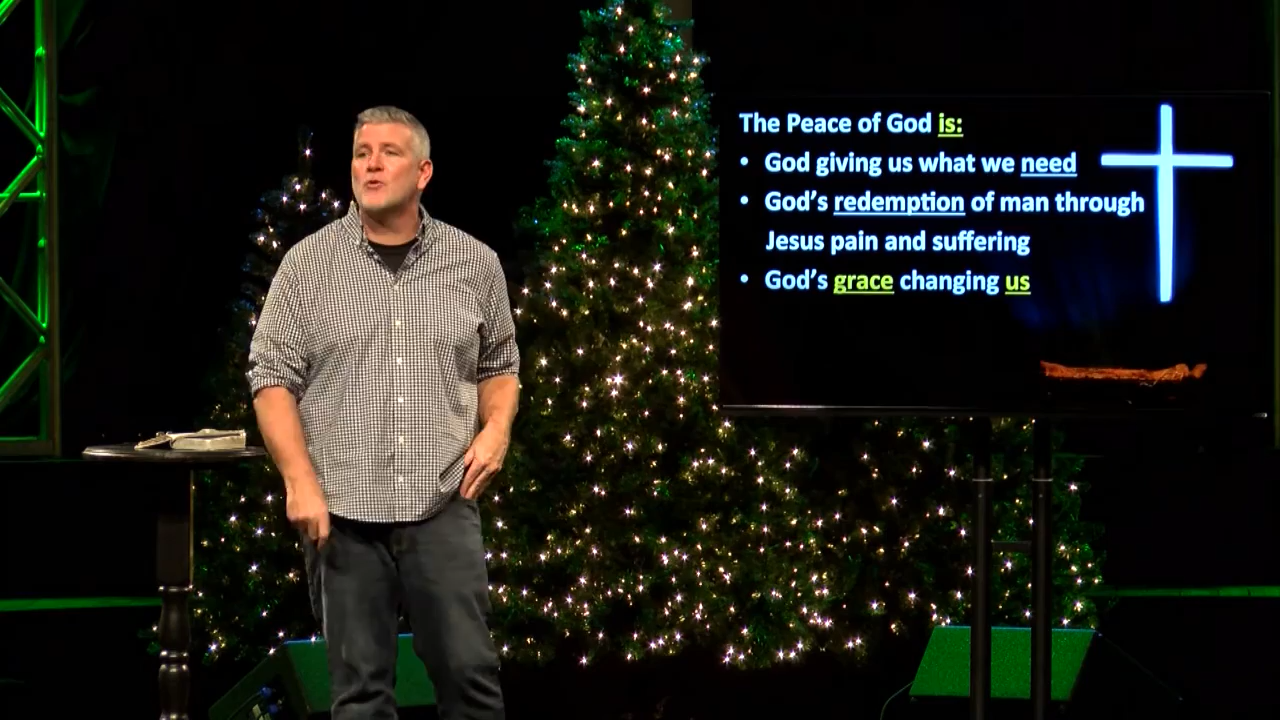 The Peace of God is:
• God giving us what we need
• God's redemption of man through
Jesus pain and suffering
• God's grace changing us